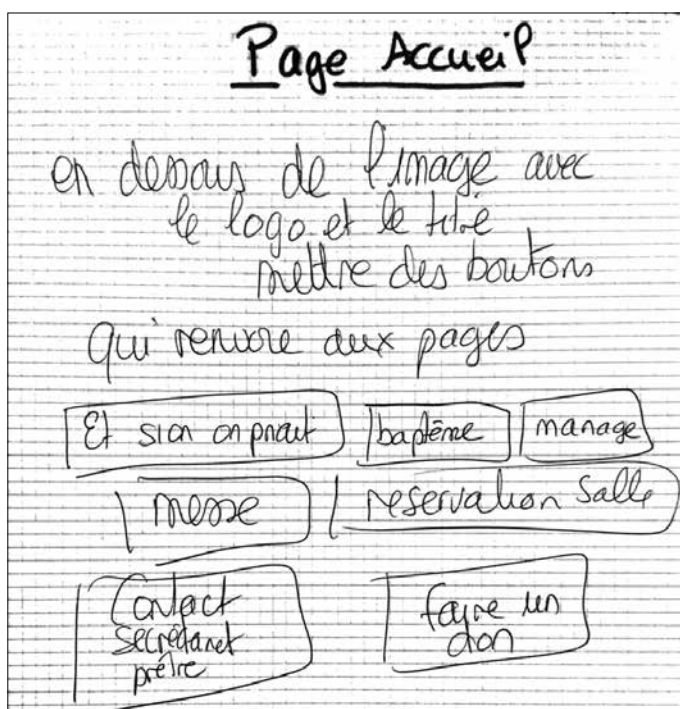 Page Accueil
en dessous de l'image avec
le logo et le titre
mettre des boutons
qui renvoie aux pages
Et si on on priait
baptême
mariage
messe
reservation salle
Contact
secrétariat
prêtre
faire un
don